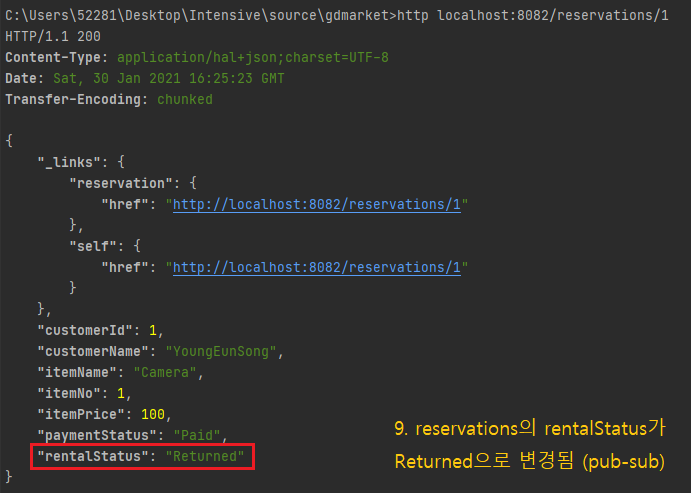 C:\Users\52281\Desktop\Intensive\source\gdmarket>http localhost:8082/reservations/1
HTTP/1.1 200
Content-Type: application/hal+json;charset=UTF-8
Date: Sat, 30 Jan 2021 16:25:23 GMT
Transfer-Encoding: chunked
{
"_links": {
"reservation": {
"href": "http://localhost:8082/reservations/1"
},
"self": {
"href": "http://localhost:8082/reservations/1"
}
},
"customerId": 1,
"customerName": "YoungEunSong",
"itemName": "Camera",
"itemNo": 1,
"itemPrice": 100,
"paymentStatus": "Paid",
"rentalStatus": "Returned"
}
9. reservations의 rentalStatus가
Returned으로 변경됨 (pub-sub)